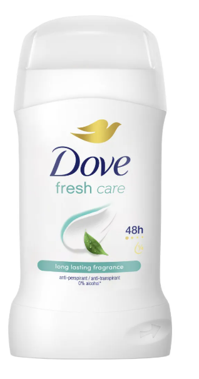 Dove
fresh care
48h
long lasting fragrance
anti-perspirant / anti-transpirant
0% alcohol*